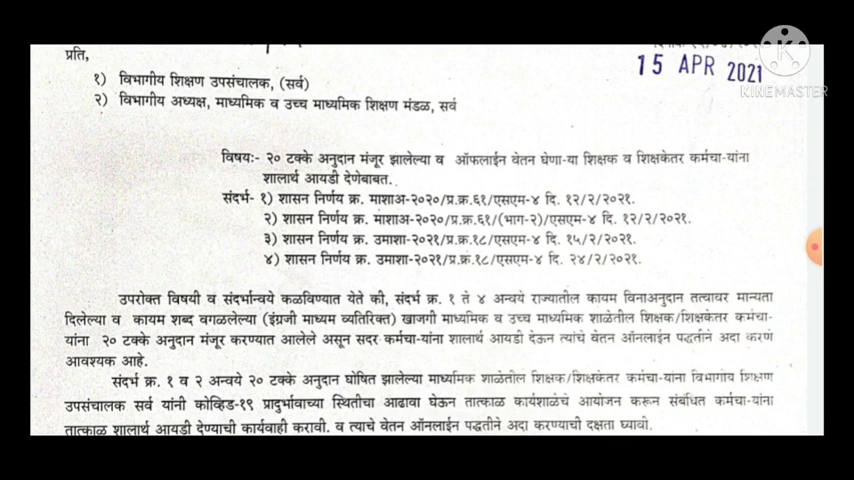 प्रति,
15 APR 2021
KINEMASTER
१) विभागीय शिक्षण उपसंचालक, (सर्व)
२) विभागीय अध्यक्ष, माध्यमिक व उच्च माध्यमिक शिक्षण मंडळ, सर्व
विषयः- २० टक्के अनुदान मंजूर झालेल्या व ऑफलाईन वेतन घेणा-या शिक्षक व शिक्षकेतर कर्मचा-यांना
शालार्थ आयडी देणेबाबत.
संदर्भ- १) शासन निर्णय क्र. माशाअ-२०२०/प्र.क्र.६१/एसएम-४ दि. १२/२/२०२१.
२) शासन निर्णय क्र. माशाअ-२०२०/प्र.क्र.६१/(भाग-२)/एसएम-४ दि. १२/२/२०२१.
३) शासन निर्णय क्र. उमाशा-२०२१/प्र.क्र.१८/एसएम-४ दि. १५/२/२०२१.
४) शासन निर्णय क्र. उमाशा-२०२१/प्र.क्रं.१८/एसएम-४ दि. २४/२/२०२१.
उपरोक्त विषयी व संदर्भान्वये कळविण्यात येते की, संदर्भ क्र. १ ते ४ अन्वये राज्यातील कायम विनाअनुदान तत्वावर मान्यता
दिलेल्या व कायम शब्द वगळलेल्या (इंग्रजी माध्यम व्यतिरिक्त) खाजगी माध्यमिक व उच्च माध्यमिक शाळेतील शिक्षक/शिक्षकेतर कर्मचा-
यांना २० टक्के अनुदान मंजूर करण्यात आलेले असून सदर कर्मचा-यांना शालार्थ आयडी देऊन त्यांचे वेतन ऑनलाईन पद्धतीने अदा करणे
आवश्यक आहे.
संदर्भ क्र. १ व २ अन्वये २० टक्के अनुदान घोषित झालेल्या माध्यमिक शाळेतील शिक्षक/शिक्षकेतर कर्मचा-यांना विभागीय शिक्षण
उपसंचालक सर्व यांनी कोव्हिड-१९ प्रादुर्भावाच्या स्थितीचा आढावा घेऊन तात्काळ कार्यशाळेचे आयोजन करून संबंधित कर्मचा-यांना
तात्काळ शालार्थ आयडी देण्याची कार्यवाही करावी. व त्याचे वेतन ऑनलाईन पद्धतीने अदा करण्याची दक्षता घ्यावी.